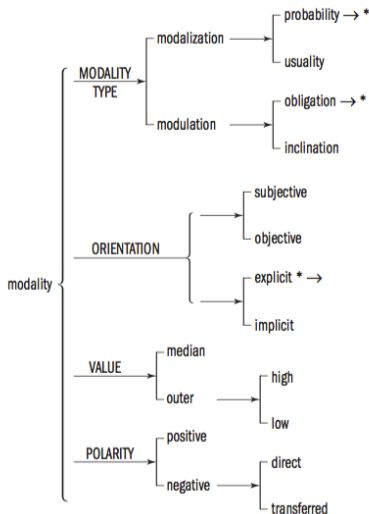 probability → *
modalization
usuality
MODALITY
TYPE
obligation → *
modulation
inclination
subjective
objective
ORIENTATION
explicit * →
implicit
modality
median
VALUE
high
outer
low
positive
POLARITY
direct
negative
transferred